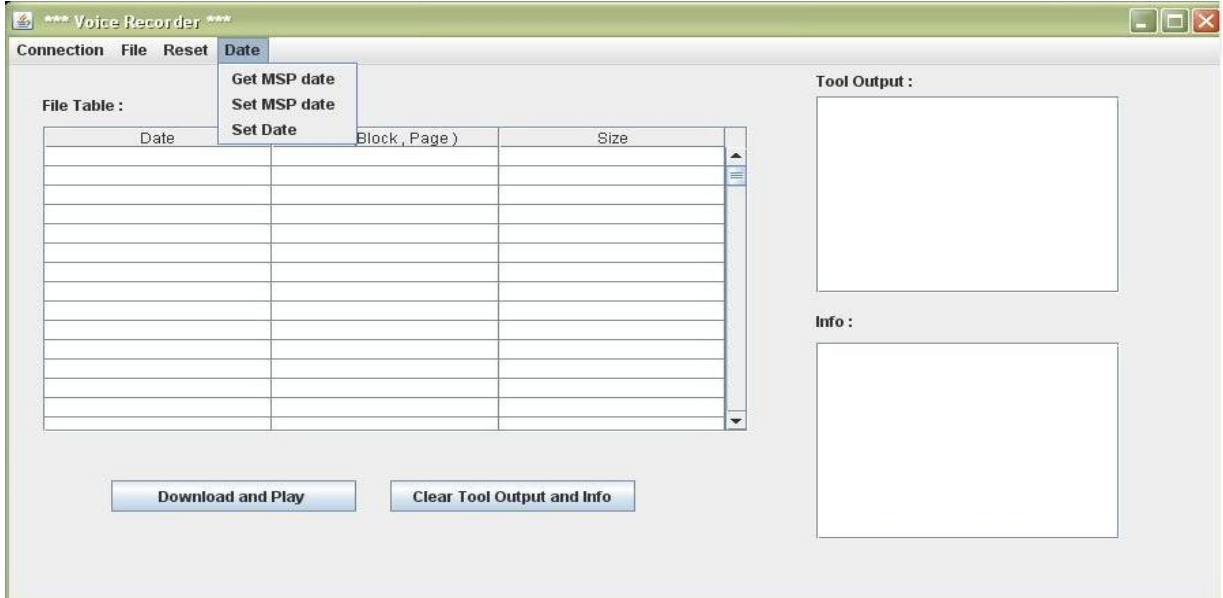 *** Voice Recorder ***
Connection File Reset Date
Get MSP date
Set MSP date
Set Date
Tool Output :
File Table :
Date Block , Page ) Size
Info :
Download and Play Clear Tool Output and Info